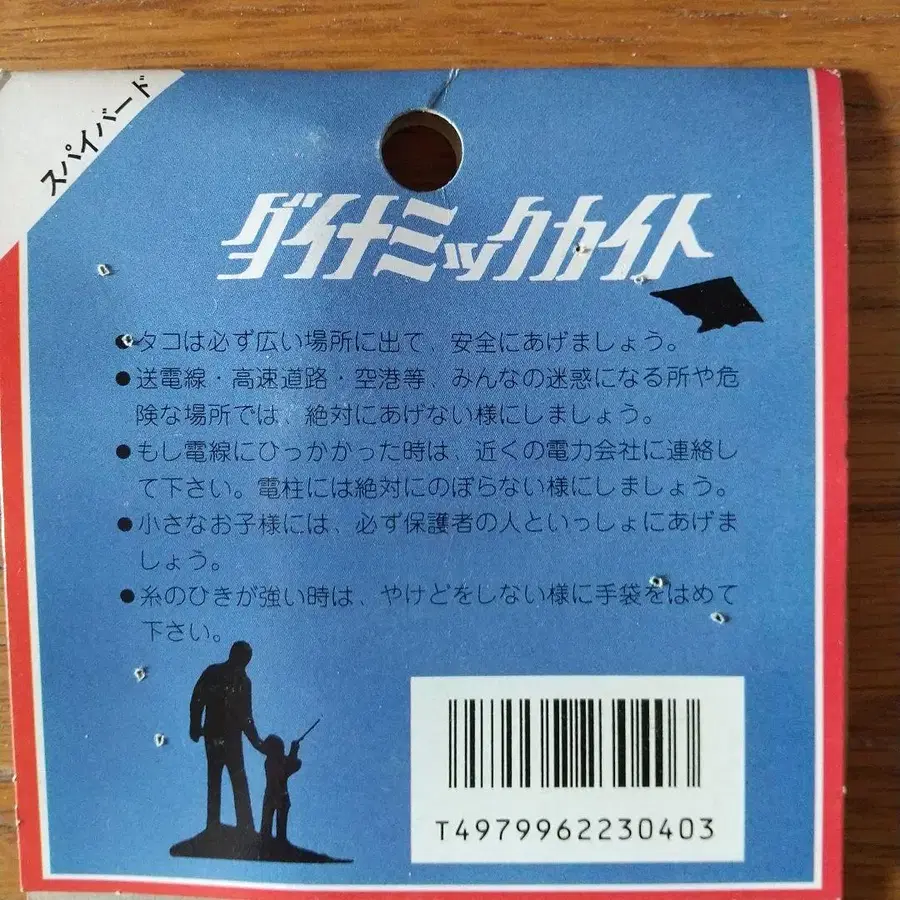 スパイバード
ダイナミックカイト
●タコは必ず広い場所に出て、安全にあげましょう。
●送電線・高速道路・空港等、みんなの迷惑になる所や危
険な場所では、絶対にあげない様にしましょう。
●もし電線にひっかかった時は、近くの電力会社に連絡し
て下さい。電柱には絶対にのぼらない様にしましょう。
●小さなお子様には、必ず保護者の人といっしょにあげま
しょう。
●糸のひきが強い時は、やけどをしない様に手袋をはめて
下さい。
T4979962230403